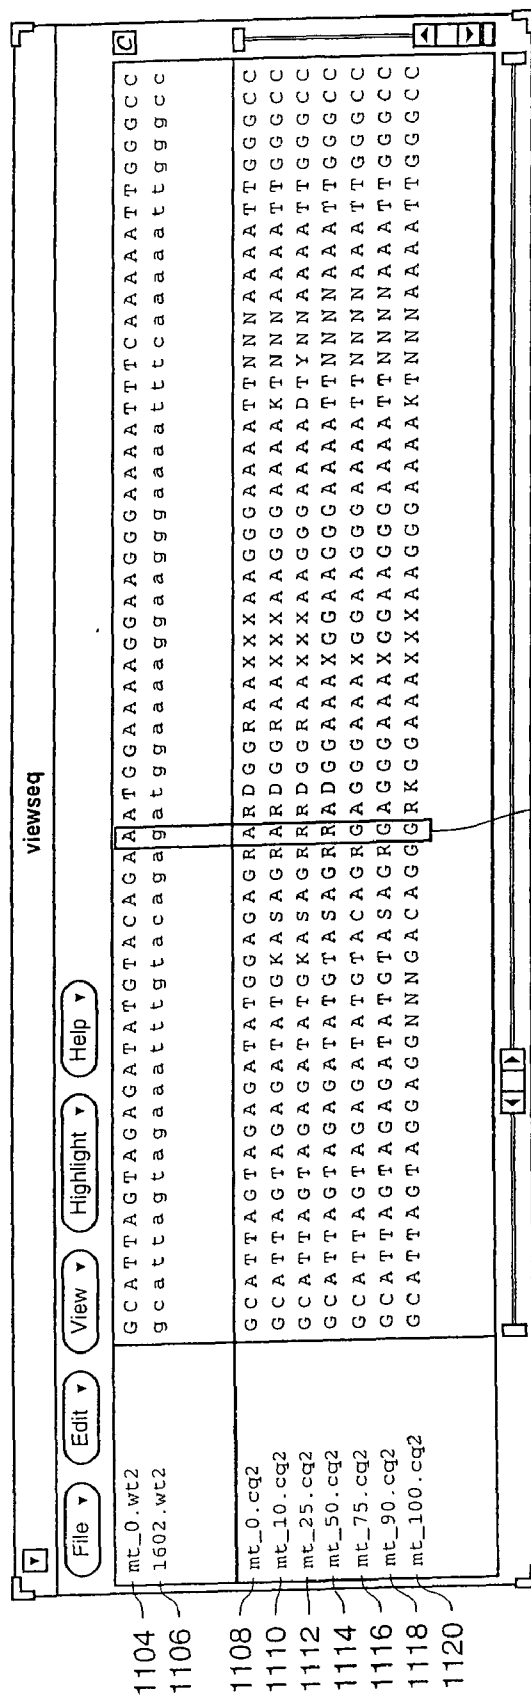 viewseq
File Edit View Highlight Help
1104 mt_0.wt2 G C A T T A G T A G A G A T A T G T A C A G A A A T G G A A A A G G A A G G G A A A A T T T C A A A A A T T G G G C C
1106 1602.wt2 g c a t t a g t a g a a a t t t g t a c a g a g a t g g a a a a g g a a g g g a a a a t t t c a a a a a t t g g g c c
C
1108 mt_0.cq2 G C A T T A G T A G A G A T A T G G A G A G R A R D G G R A A X X X A A G G G A A A A T T N N N A A A A T T G G G C C
1110 mt_10.cq2 G C A T T A G T A G A G A T A T G K A S A G R A R D G G R A A X X X A A G G G A A A A K T N N N A A A A T T G G G C C
1112 mt_25.cq2 G C A T T A G T A G A G A T A T G K A S A G R R R D G G R A A X X X A A G G G A A A A D T Y N N A A A A T T G G G C C
1114 mt_50.cq2 G C A T T A G T A G A G A T A T G T A S A G R R A D G G A A A X G G A A G G G A A A A T T N N N N A A A T T G G G C C
1116 mt_75.cq2 G C A T T A G T A G A G A T A T G T A C A G R G A G G G A A A X G G A A G G G A A A A T T N N N N A A A T T G G G C C
1118 mt_90.cq2 G C A T T A G T A G A G A T A T G T A S A G R G A G G G A A A X G G A A G G G A A A A T T N N N N A A A T T G G G C C
1120 mt_100.cq2 G C A T T A G T A G G A G G N N N G A C A G G G R K G G A A A X X X A A G G G A A A A K T N N N A A A A T T G G G C C